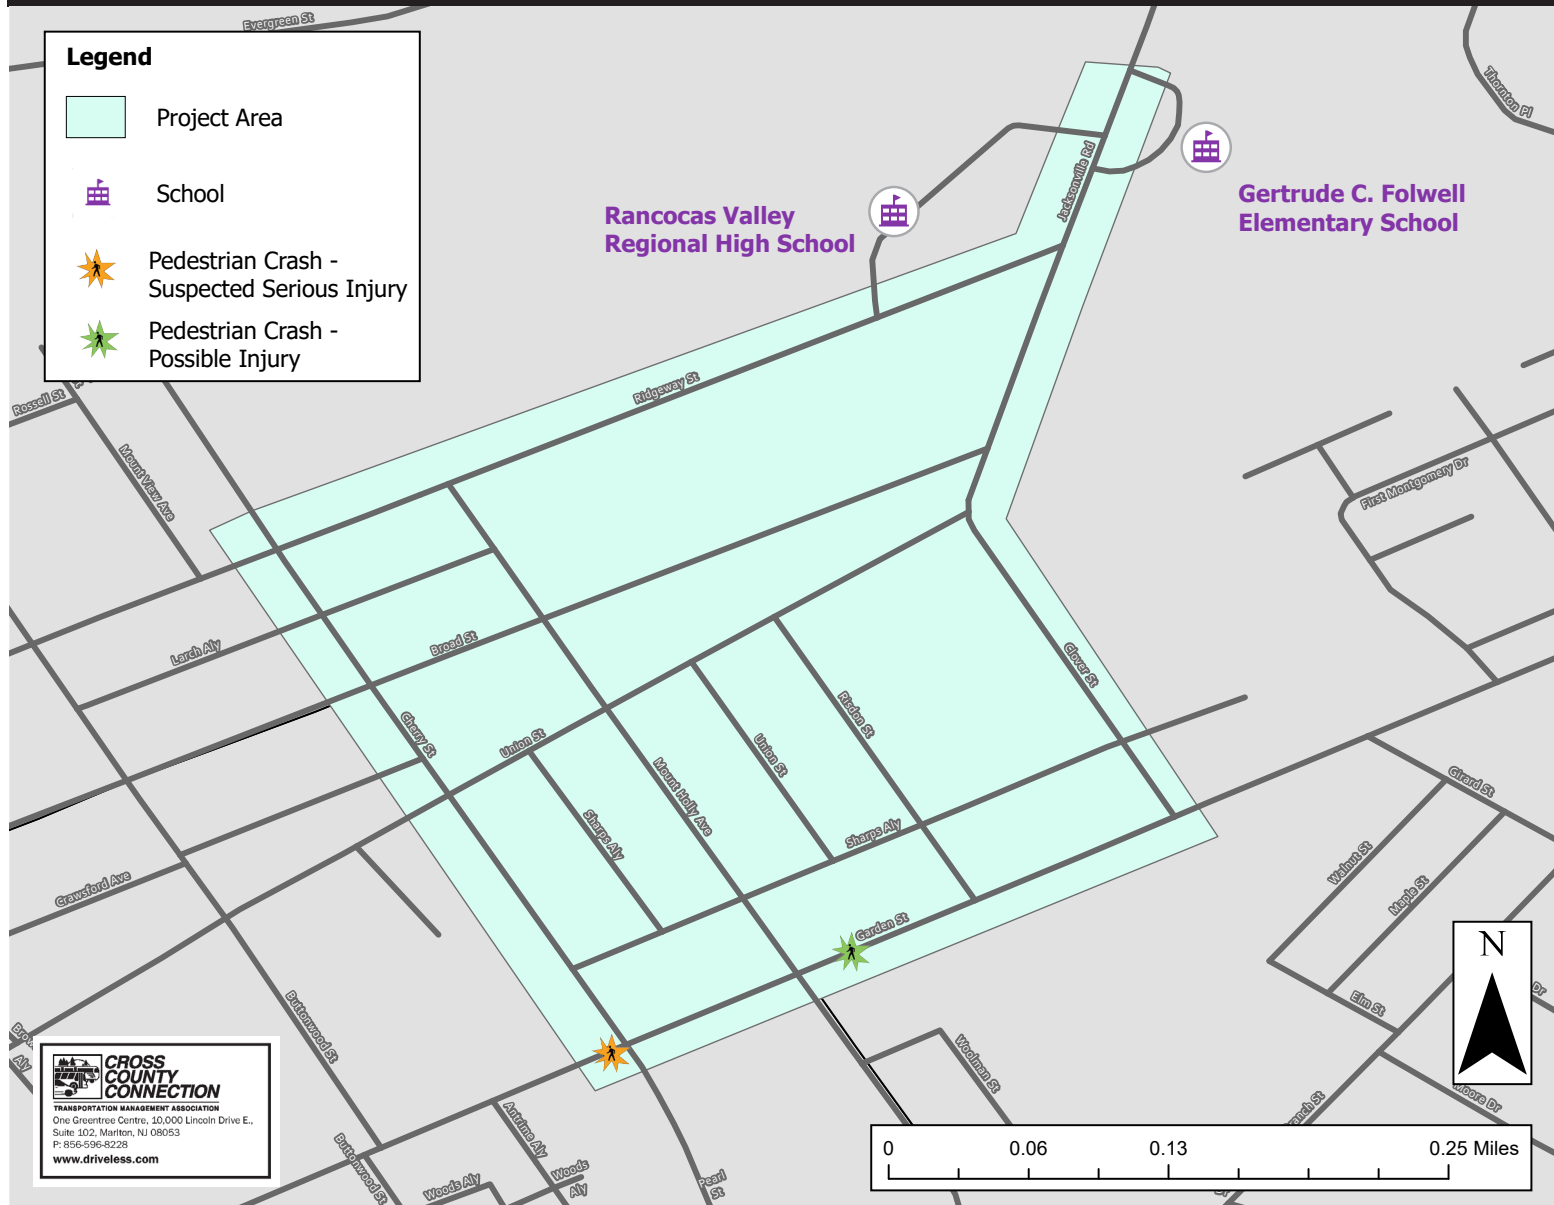 Evergreen St
Thornton Pl
Legend
Project Area
School
Pedestrian Crash -
Suspected Serious Injury
Pedestrian Crash -
Possible Injury
Rancocas Valley
Regional High School
Gertrude C. Folwell
Elementary School
Jacksonville Rd
Rossell St
Mount View Ave
Ridgeway St
First Montgomery Dr
Larch Aly
Broad St
Cherry St
Union St
Union St
Risdon St
Clover St
Mount Holly Ave
Sharps Aly
Sharps Aly
Girard St
Walnut St
Maple St
Crawsford Ave
Garden St
N
Elm St
Dr
Buttonwood St
Aly
Woolman St
Moore Dr
CROSS
COUNTY
CONNECTION
TRANSPORTATION MANAGEMENT ASSOCIATION
One Greentree Centre, 10,000 Lincoln Drive E.,
Suite 102, Marlton, NJ 08053
P: 856-596-8228
www.driveless.com
Antrime Aly
Buttonwood St
Woods Aly
Woods
Aly
Pearl
St
0 0.06 0.13 0.25 Miles